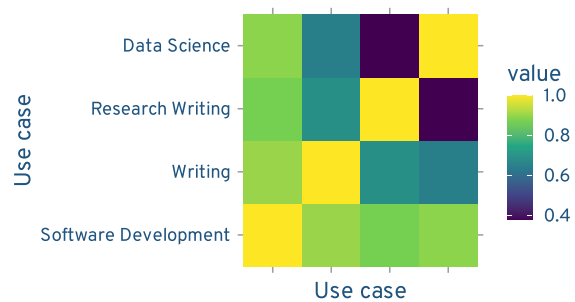 Data Science
Research Writing
Writing
Software Development
Use case
Use case
value
1.0
0.8
0.6
0.4